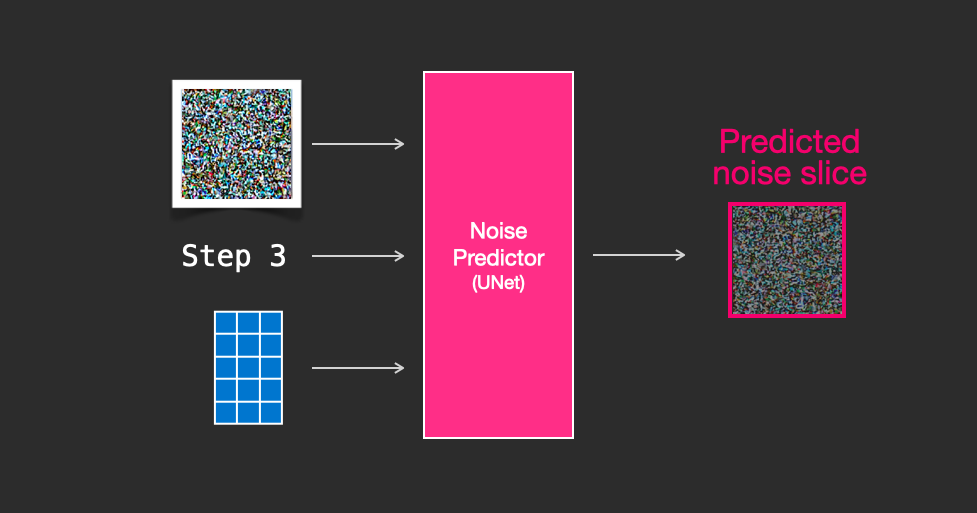 Predicted
noise slice
Step 3
Noise
Predictor
(UNet)